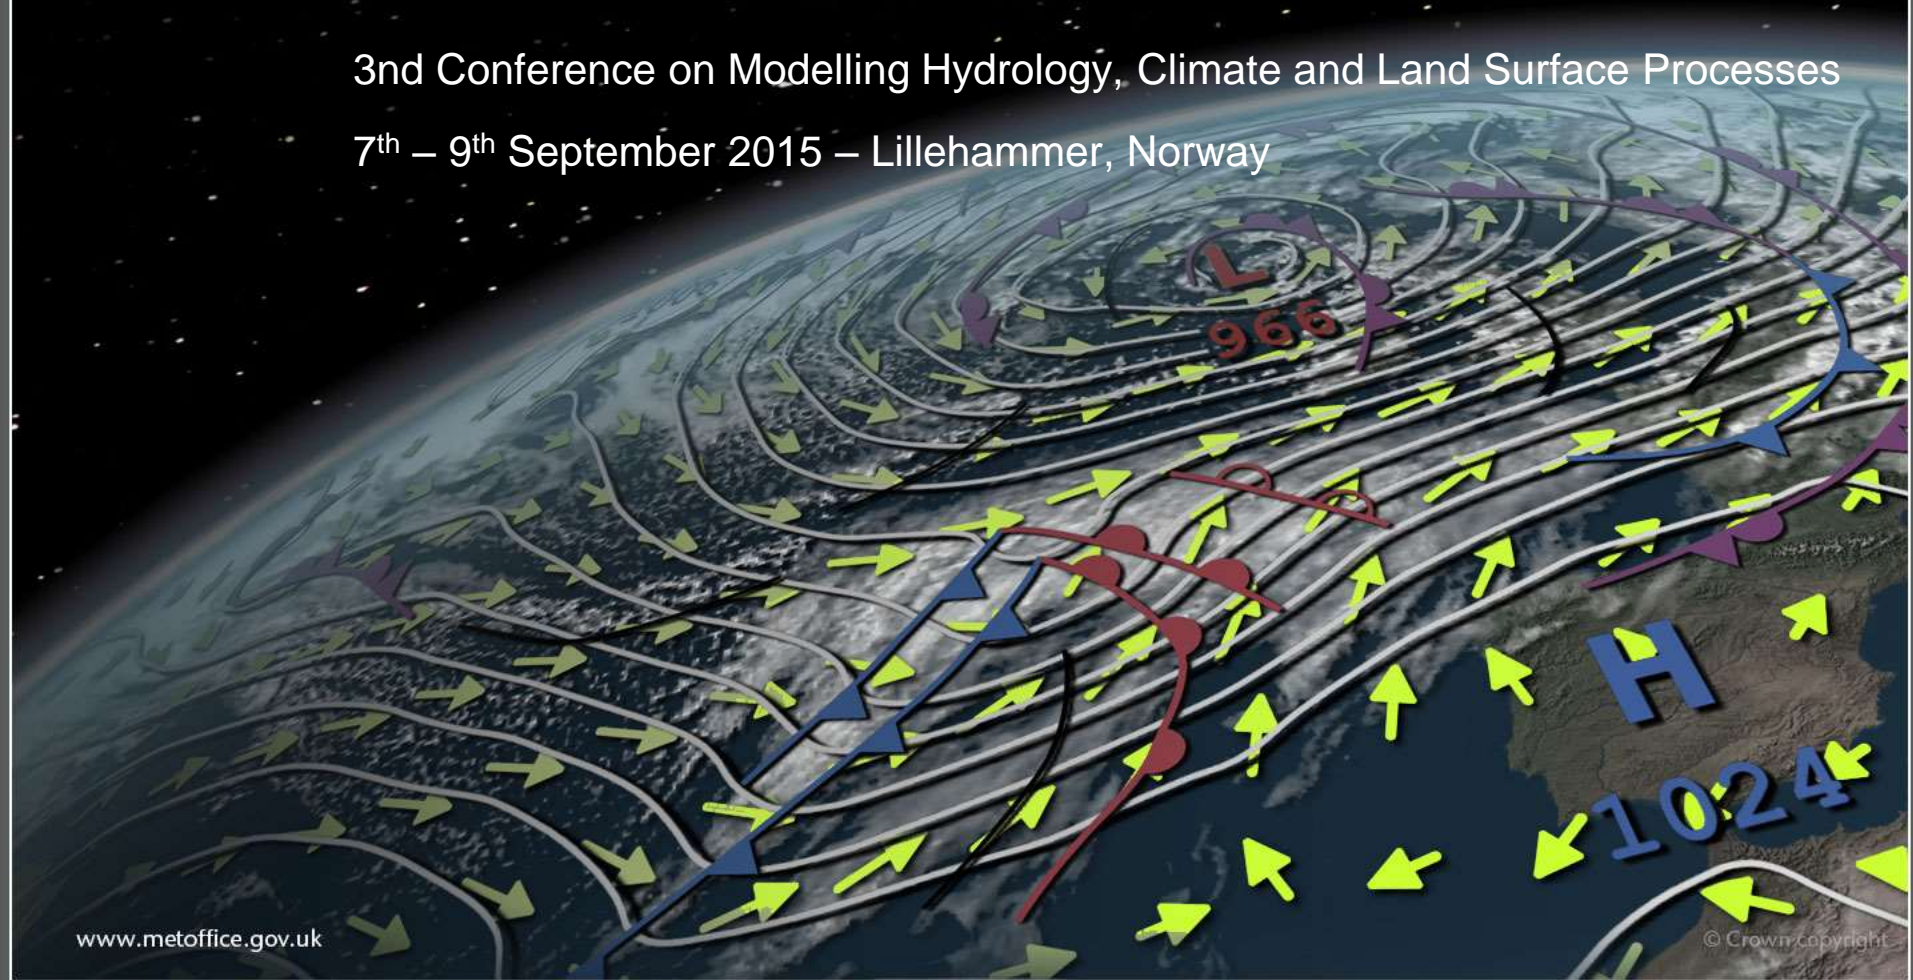 3nd Conference on Modelling Hydrology, Climate and Land Surface Processes
7th – 9th September 2015 – Lillehammer, Norway
L
966
H
1024
www.metoffice.gov.uk
© Crown copyright